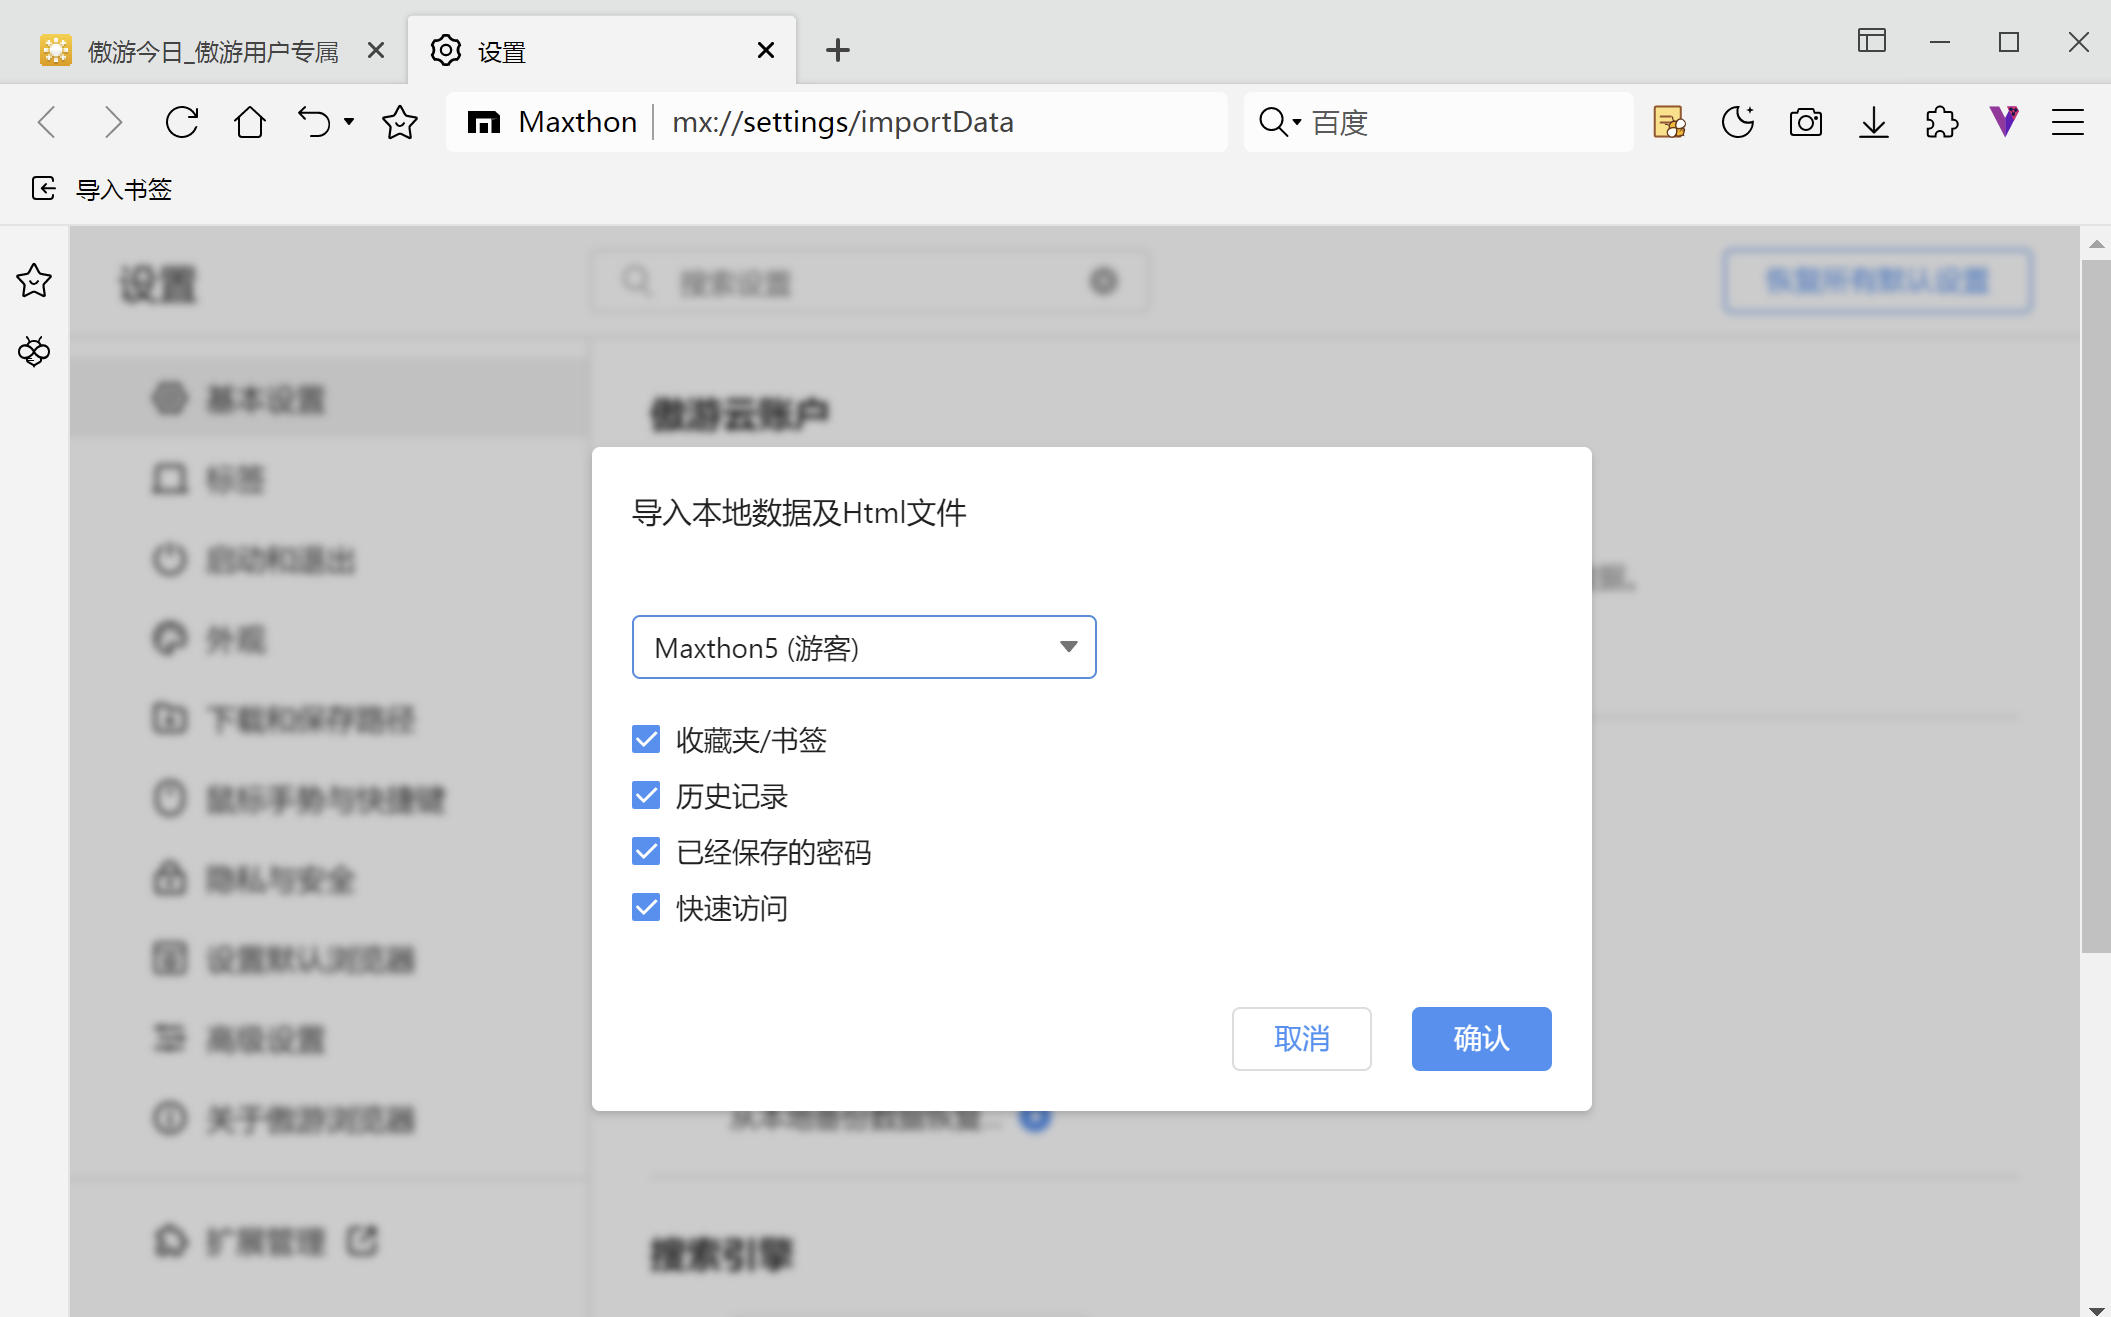 傲游今日_傲游用户专属
设置
Maxthon
mx://settings/importData
百度
导入书签
设置
搜索设置
恢复所有默认设置
基本设置
标签
启动和退出
外观
下载和保存路径
鼠标手势与快捷键
隐私与安全
设置默认浏览器
高级设置
关于傲游浏览器
扩展管理
傲游云账户
导入本地数据及Html文件
Maxthon5 (游客)
收藏夹/书签
历史记录
已经保存的密码
快速访问
取消
确认
从本地备份数据恢复...
搜索引擎